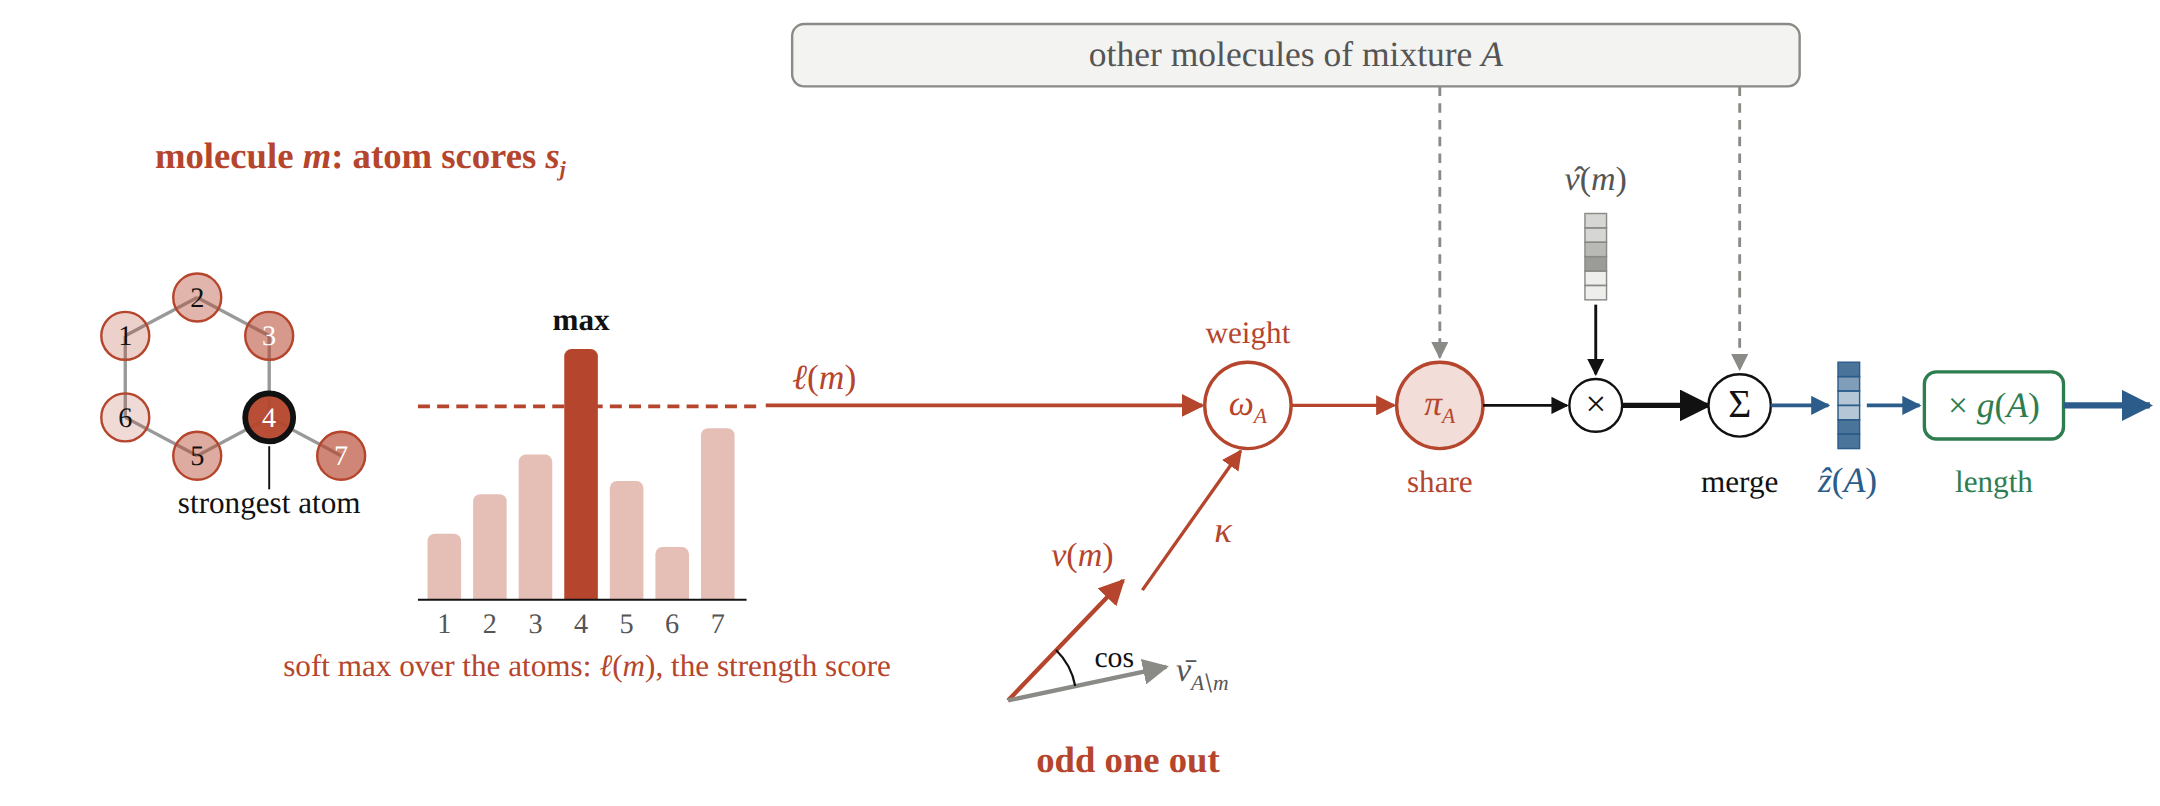 other molecules of mixture A
molecule m: atom scores s_j
v̂(m)
2
1
3
max
weight
ℓ(m)
6
4
ω_A
π_A
×
Σ
× g(A)
5
7
strongest atom
share
merge
ẑ(A)
length
κ
v(m)
1 2 3 4 5 6 7
cos
v̄_{A\m}
soft max over the atoms: ℓ(m), the strength score
odd one out